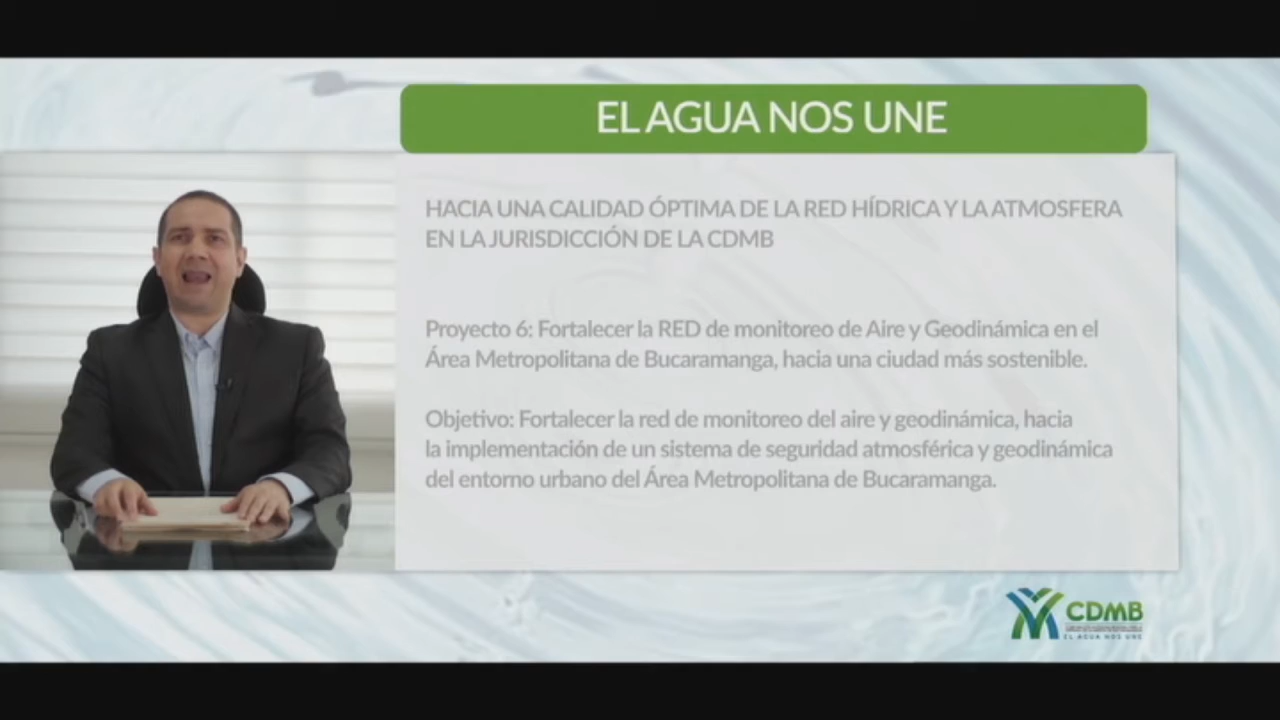 EL AGUA NOS UNE
HACIA UNA CALIDAD ÓPTIMA DE LA RED HÍDRICA Y LA ATMOSFERA
EN LA JURISDICCIÓN DE LA CDMB
Proyecto 6: Fortalecer la RED de monitoreo de Aire y Geodinámica en el
Área Metropolitana de Bucaramanga, hacia una ciudad más sostenible.
Objetivo: Fortalecer la red de monitoreo del aire y geodinámica, hacia
la implementación de un sistema de seguridad atmosférica y geodinámica
del entorno urbano del Área Metropolitana de Bucaramanga.
CDMB
EL AGUA NOS UNE